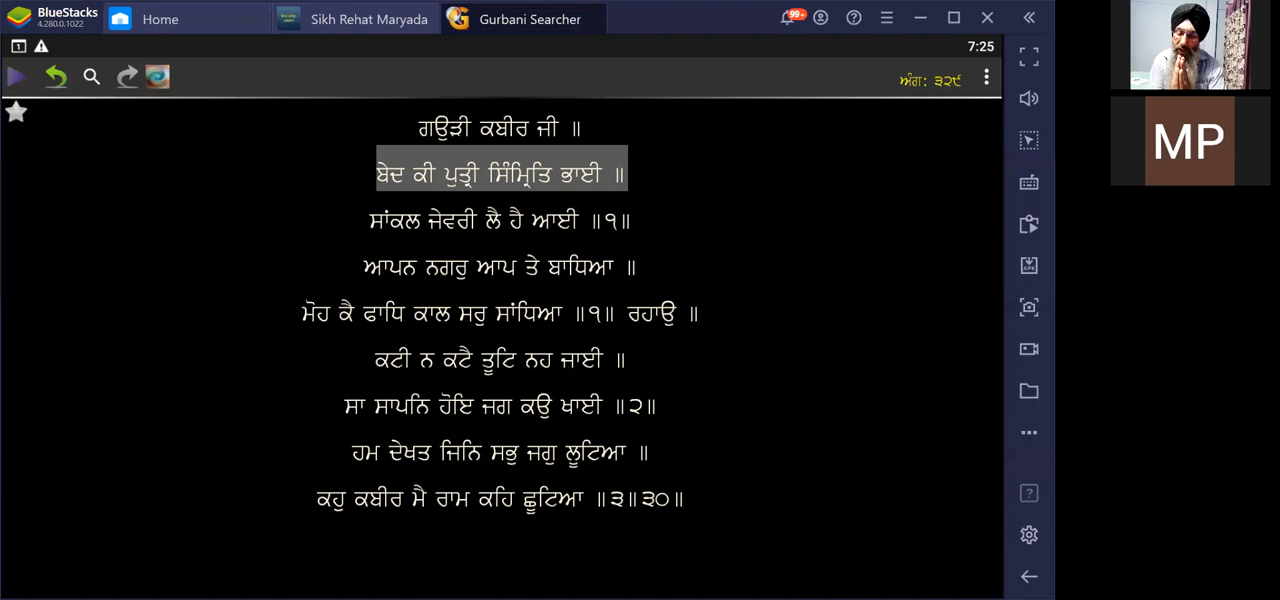 BlueStacks
4.280.0.1022
Home
Sikh Rehat Maryada
Gurbani Searcher
99+
1
7:25
ਅੰਗ: ੩੨੯
ਗਉੜੀ ਕਬੀਰ ਜੀ ॥
ਬੇਦ ਕੀ ਪੁਤ੍ਰੀ ਸਿੰਮ੍ਰਿਤਿ ਭਾਈ ॥
ਸਾਂਕਲ ਜੇਵਰੀ ਲੈ ਹੈ ਆਈ ॥੧॥
ਆਪਨ ਨਗਰੁ ਆਪ ਤੇ ਬਾਧਿਆ ॥
ਮੋਹ ਕੈ ਫਾਧਿ ਕਾਲ ਸਰੁ ਸਾਂਧਿਆ ॥੧॥ ਰਹਾਉ ॥
ਕਟੀ ਨ ਕਟੈ ਤੂਟਿ ਨਹ ਜਾਈ ॥
ਸਾ ਸਾਪਨਿ ਹੋਇ ਜਗ ਕਉ ਖਾਈ ॥੨॥
ਹਮ ਦੇਖਤ ਜਿਨਿ ਸਭੁ ਜਗੁ ਲੂਟਿਆ ॥
ਕਹੁ ਕਬੀਰ ਮੈ ਰਾਮ ਕਹਿ ਛੂਟਿਆ ॥੩॥੩੦॥
MP
APK